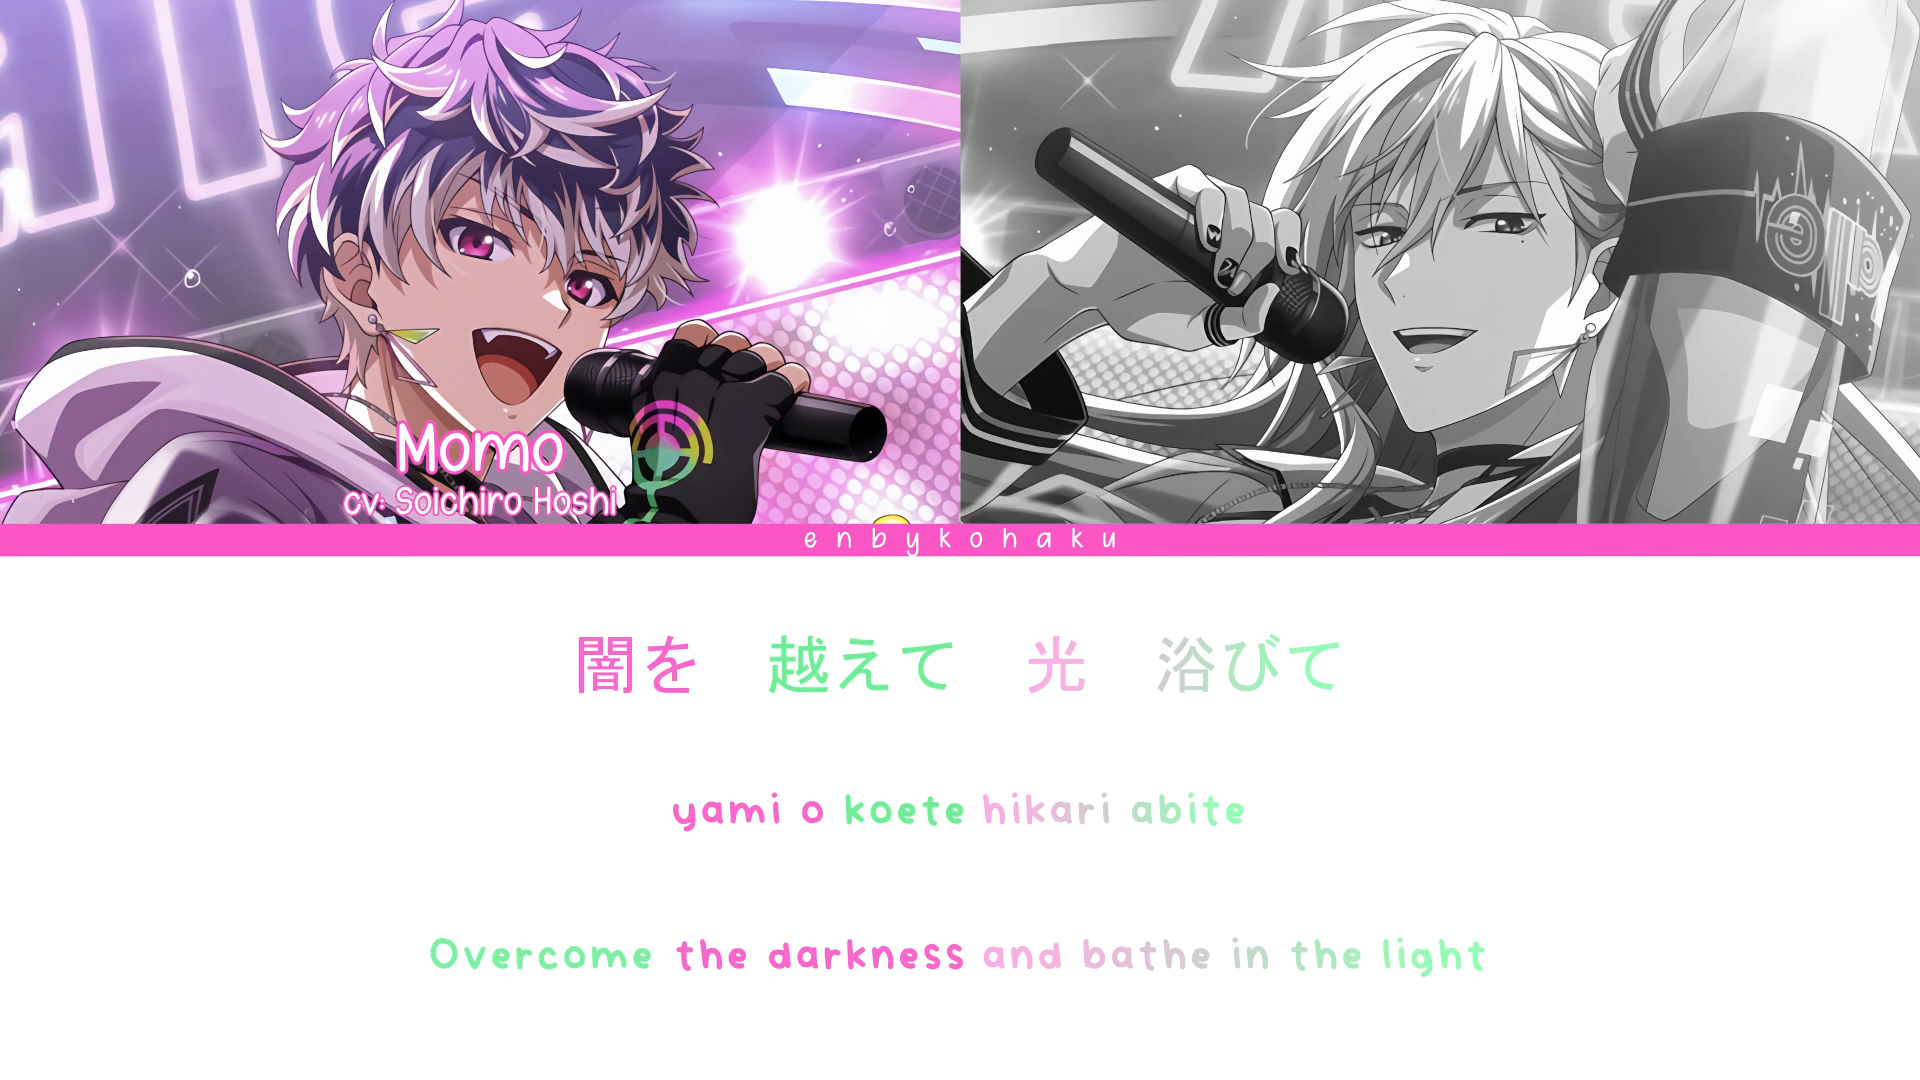 Momo
cv: Soichiro Hoshi
enbykohaku
闇を　越えて　光　浴びて
yami o koete hikari abite
Overcome the darkness and bathe in the light